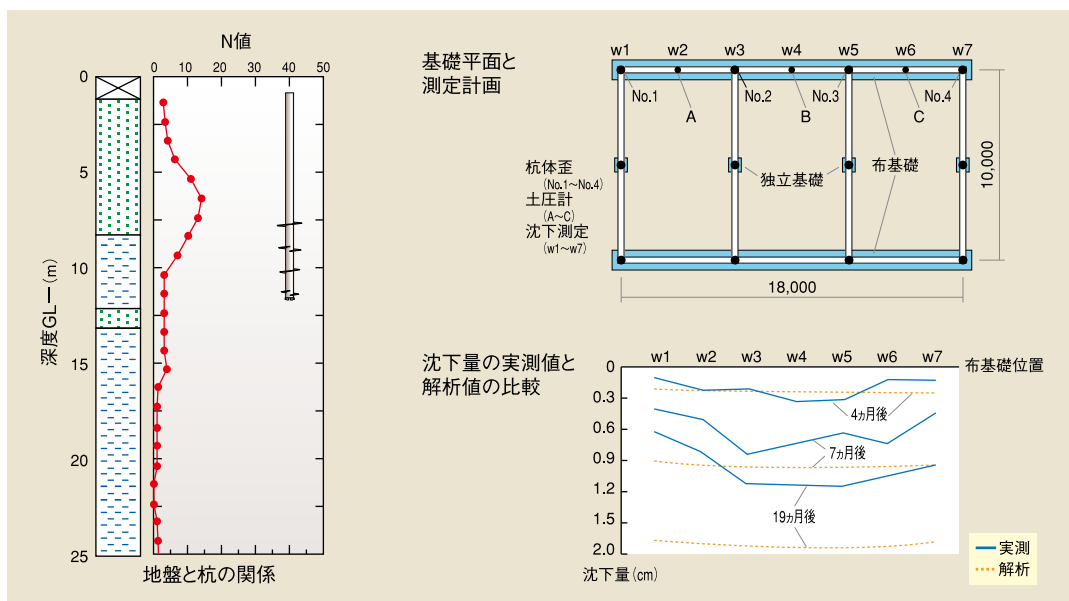 N値
0 10 20 30 40 50
0
5
10
15
20
25
深度GLー(m)
地盤と杭の関係
基礎平面と
測定計画
w1 w2 w3 w4 w5 w6 w7
No.1 No.2 No.3 No.4
A B C
杭体歪
(No.1〜No.4)
土圧計
(A〜C)
沈下測定
(w1〜w7)
独立基礎
布基礎
10,000
18,000
沈下量の実測値と
解析値の比較
w1 w2 w3 w4 w5 w6 w7
布基礎位置
0
0.3
0.6
0.9
1.2
1.5
2.0
4ヵ月後
7ヵ月後
19ヵ月後
沈下量(cm)
実測
解析